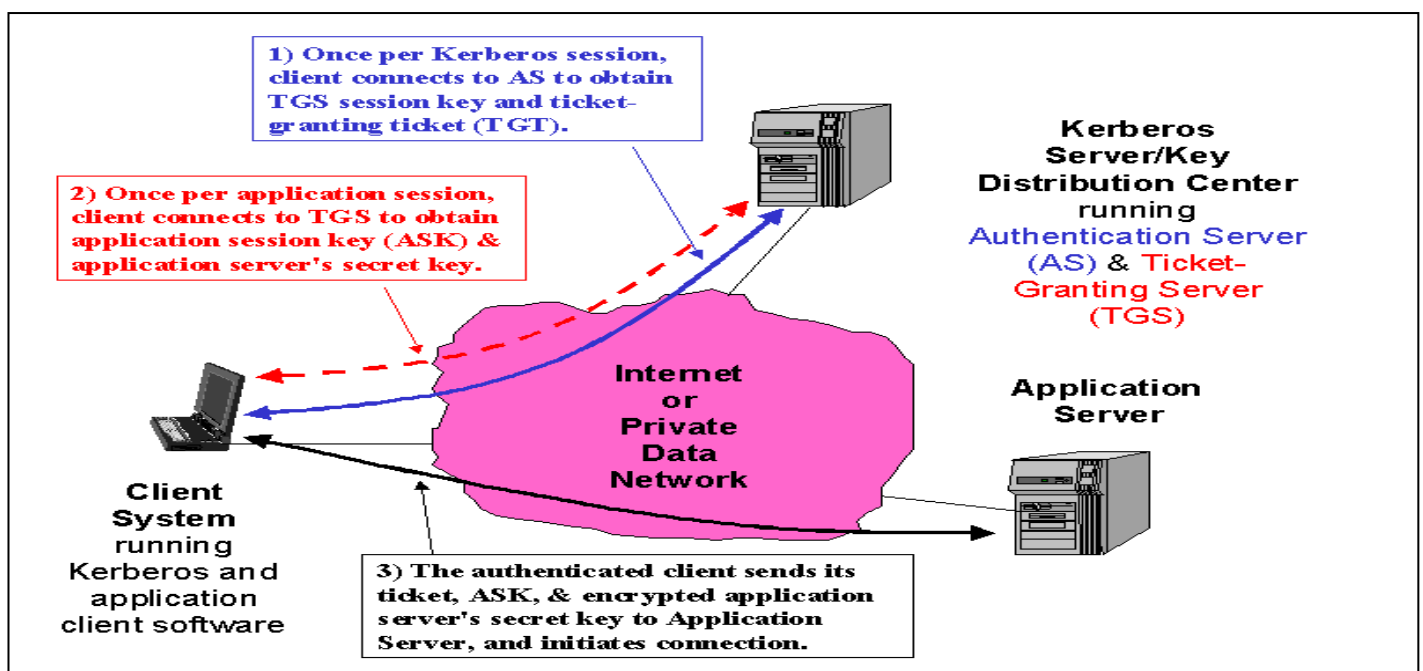 1) Once per Kerberos session,
client connects to AS to obtain
TGS session key and ticket-
granting ticket (TGT).
2) Once per application session,
client connects to TGS to obtain
application session key (ASK) &
application server's secret key.
Kerberos
Server/Key
Distribution Center
running
Authentication Server
(AS) & Ticket-
Granting Server
(TGS)
Internet
or
Private
Data
Network
Application
Server
Client
System
running
Kerberos and
application
client software
3) The authenticated client sends its
ticket, ASK, & encrypted application
server's secret key to Application
Server, and initiates connection.